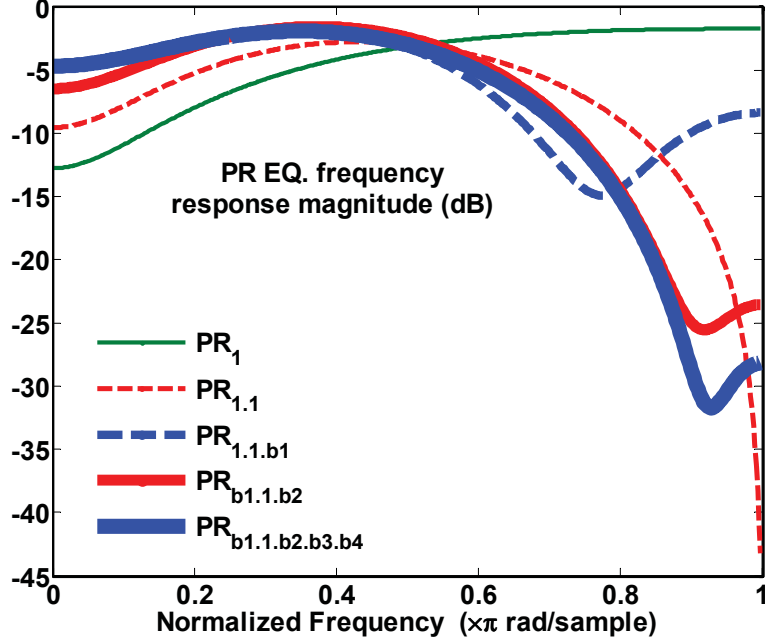 0
-5
-10
-15
-20
-25
-30
-35
-40
-45
PR EQ. frequency
response magnitude (dB)
PR1
PR1.1
PR1.1.b1
PRb1.1.b2
PRb1.1.b2.b3.b4
0 0.2 0.4 0.6 0.8 1
Normalized Frequency (×π rad/sample)